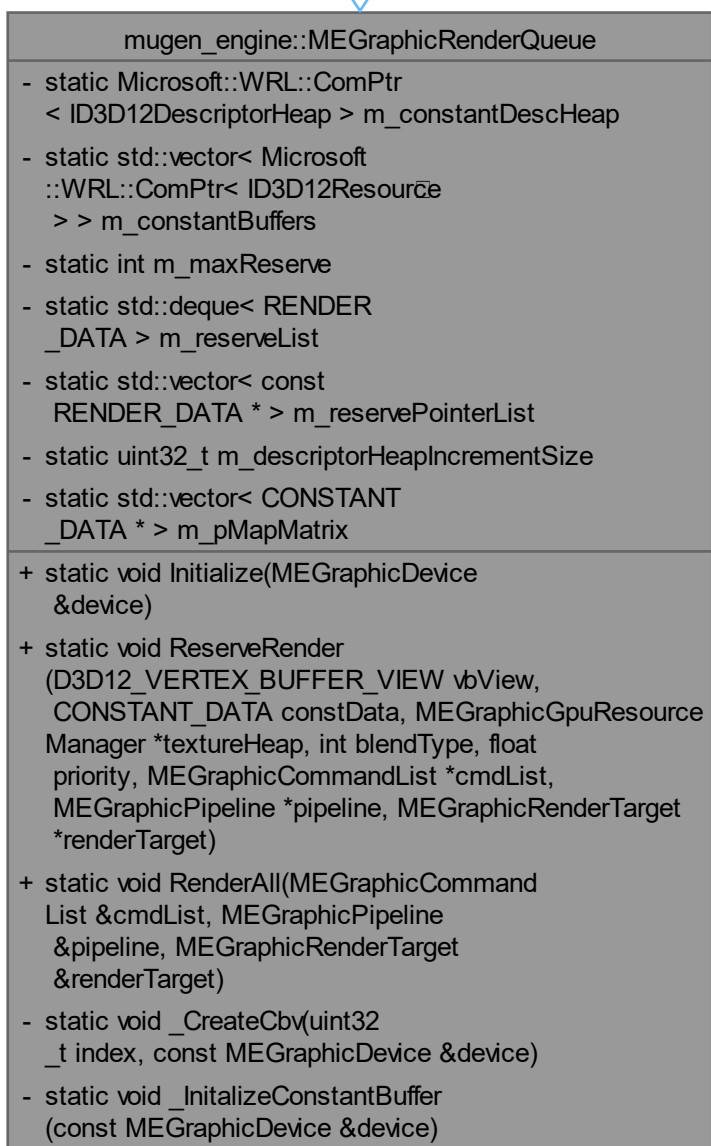 mugen_engine::MEGraphicRenderQueue
- static Microsoft::WRL::ComPtr
< ID3D12DescriptorHeap > m_constantDescHeap
- static std::vector< Microsoft
::WRL::ComPtr< ID3D12Resource
> > m_constantBuffers
- static int m_maxReserve
- static std::deque< RENDER
_DATA > m_reserveList
- static std::vector< const
RENDER_DATA * > m_reservePointerList
- static uint32_t m_descriptorHeapIncrementSize
- static std::vector< CONSTANT
_DATA * > m_pMapMatrix
+ static void Initialize(MEGraphicDevice
&device)
+ static void ReserveRender
(D3D12_VERTEX_BUFFER_VIEW vbView,
CONSTANT_DATA constData, MEGraphicGpuResource
Manager *textureHeap, int blendType, float
priority, MEGraphicCommandList *cmdList,
MEGraphicPipeline *pipeline, MEGraphicRenderTarget
*renderTarget)
+ static void RenderAll(MEGraphicCommand
List &cmdList, MEGraphicPipeline
&pipeline, MEGraphicRenderTarget
&renderTarget)
- static void _CreateCbv(uint32
_t index, const MEGraphicDevice &device)
- static void _InitalizeConstantBuffer
(const MEGraphicDevice &device)